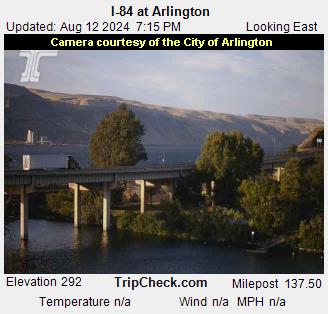 I-84 at Arlington
Updated: Aug 12 2024 7:15 PM Looking East
Camera courtesy of the City of Arlington
Elevation 292 TripCheck.com Milepost 137.50
Temperature n/a Wind n/a MPH n/a